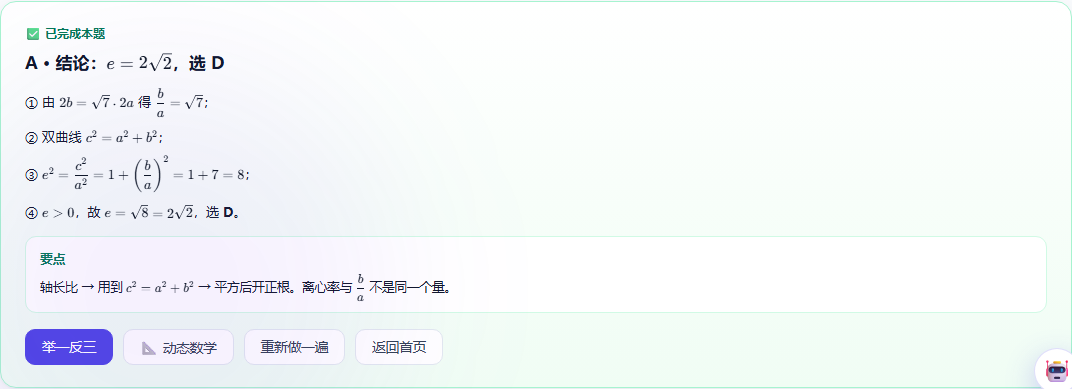 ✅ 已完成本题
A • 结论：e = 2√2，选 D
① 由 2b = √7 · 2a 得 b/a = √7；
② 双曲线 c² = a² + b²；
③ e² = c²/a² = 1 + (b/a)² = 1 + 7 = 8；
④ e > 0，故 e = √8 = 2√2，选 D。
要点
轴长比 → 用到 c² = a² + b² → 平方后开正根。离心率与 b/a 不是同一个量。
举一反三 📐 动态数学 重新做一遍 返回首页